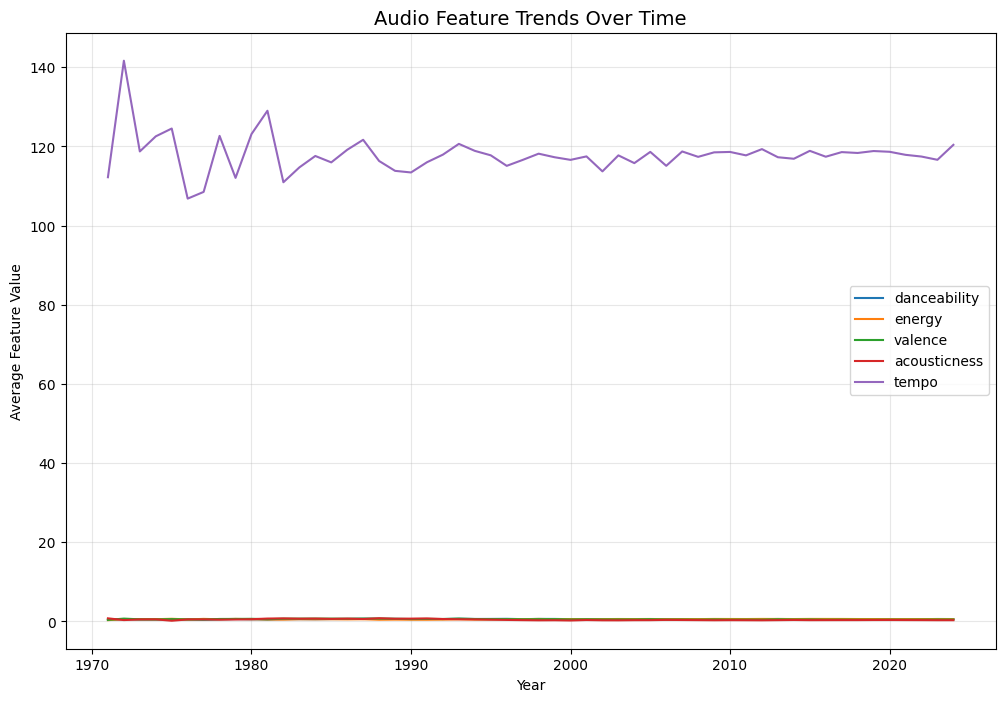 Audio Feature Trends Over Time
Average Feature Value
140
120
100
80
60
40
20
0
danceability
energy
valence
acousticness
tempo
1970
1980
1990
2000
2010
2020
Year